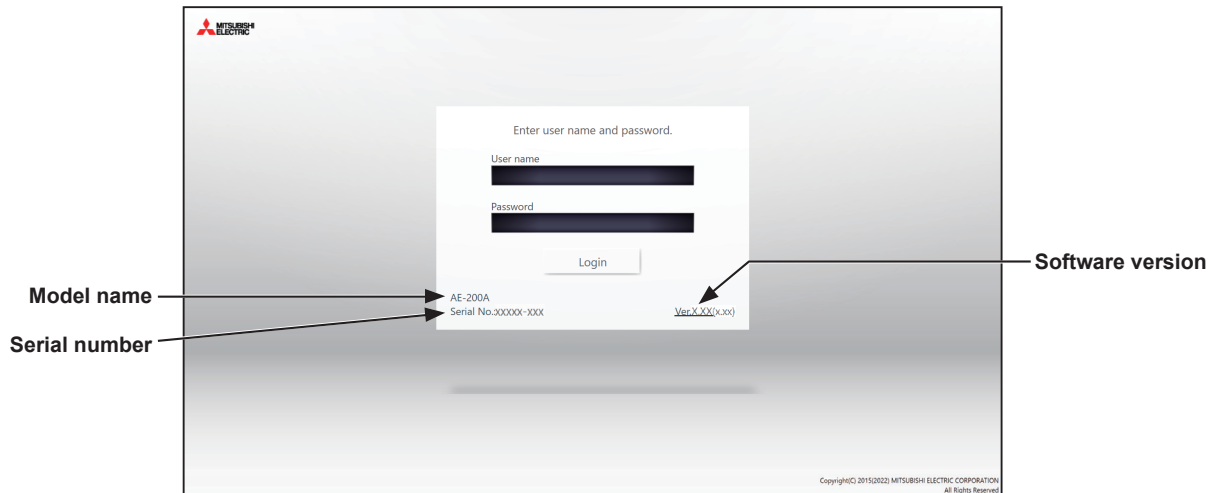 MITSUBISHI
ELECTRIC
Enter user name and password.
User name
Password
Login
Software version
Model name
AE-200A
Serial No.:XXXXX-XXX
Ver.X.XX(x.xx)
Serial number
Copyright(C) 2015(2022) MITSUBISHI ELECTRIC CORPORATION
All Rights Reserved